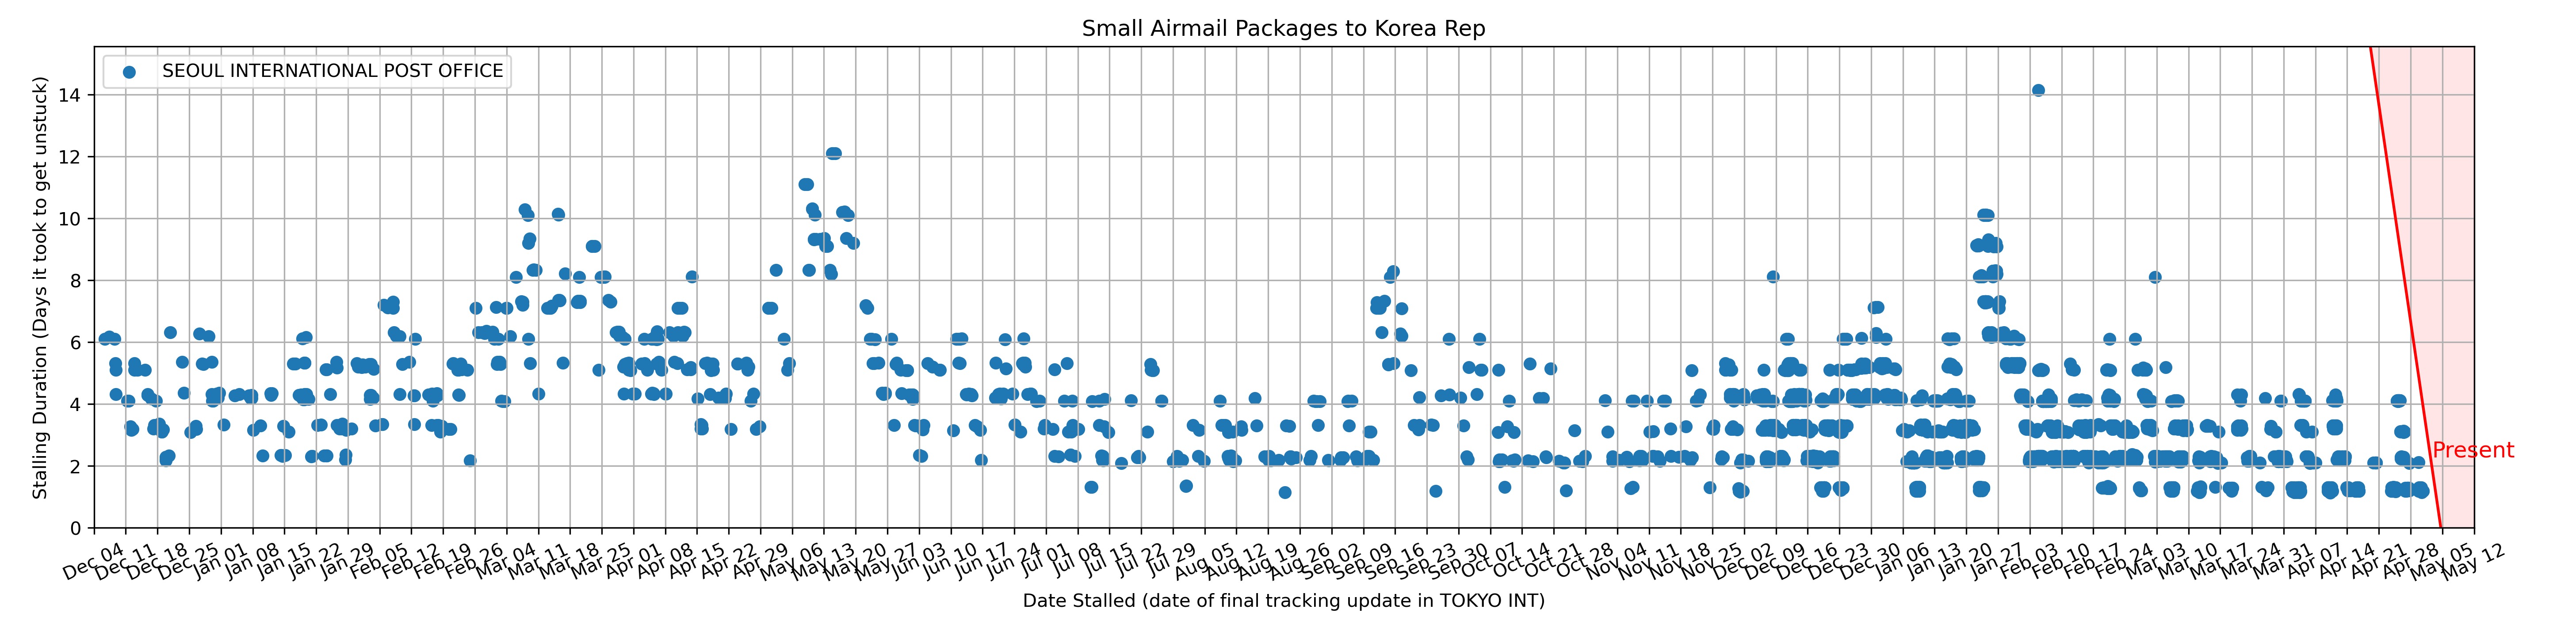 Small Airmail Packages to Korea Rep
SEOUL INTERNATIONAL POST OFFICE
Stalling Duration (Days it took to get unstuck)
14
12
10
8
6
4
2
0
Present
Dec 04
Dec 11
Dec 18
Dec 25
Jan 01
Jan 08
Jan 15
Jan 22
Jan 29
Feb 05
Feb 12
Feb 19
Feb 26
Mar 04
Mar 11
Mar 18
Mar 25
Apr 01
Apr 08
Apr 15
Apr 22
Apr 29
May 06
May 13
May 20
May 27
Jun 03
Jun 10
Jun 17
Jun 24
Jul 01
Jul 08
Jul 15
Jul 22
Jul 29
Aug 05
Aug 12
Aug 19
Aug 26
Sep 02
Sep 09
Sep 16
Sep 23
Sep 30
Oct 07
Oct 14
Oct 21
Oct 28
Nov 04
Nov 11
Nov 18
Nov 25
Dec 02
Dec 09
Dec 16
Dec 23
Dec 30
Jan 06
Jan 13
Jan 20
Jan 27
Feb 03
Feb 10
Feb 17
Feb 24
Mar 03
Mar 10
Mar 17
Mar 24
Mar 31
Apr 07
Apr 14
Apr 21
Apr 28
May 05
May 12
Date Stalled (date of final tracking update in TOKYO INT)